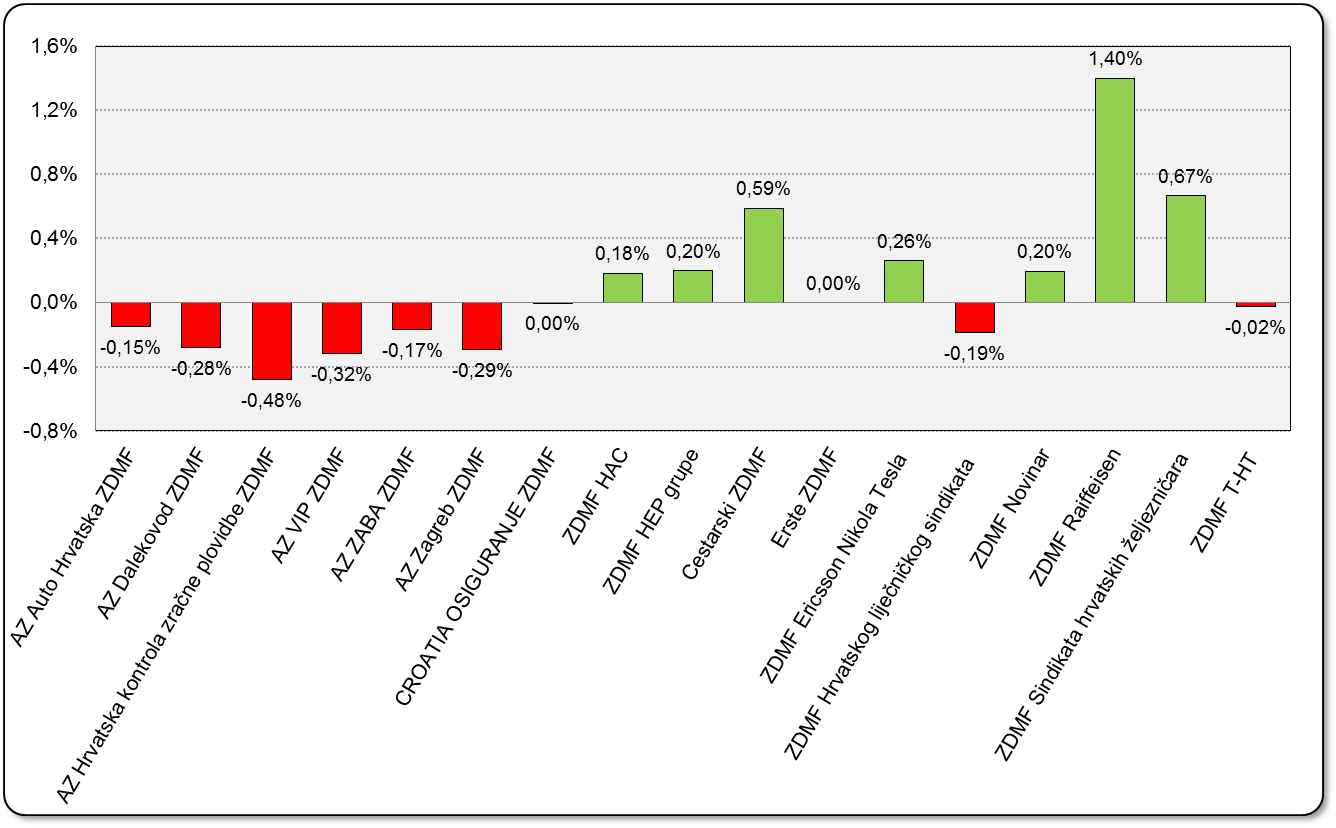 1,6%
1,2%
0,8%
0,4%
0,0%
-0,4%
-0,8%
-0,15%
-0,28%
-0,48%
-0,32%
-0,17%
-0,29%
0,00%
0,18%
0,20%
0,59%
0,00%
0,26%
-0,19%
0,20%
1,40%
0,67%
-0,02%
AZ Auto Hrvatska ZDMF
AZ Dalekovod ZDMF
AZ Hrvatska kontrola zračne plovidbe ZDMF
AZ VIP ZDMF
AZ ZABA ZDMF
AZ Zagreb ZDMF
CROATIA OSIGURANJE ZDMF
ZDMF HAC
ZDMF HEP grupe
Cestarski ZDMF
Erste ZDMF
ZDMF Ericsson Nikola Tesla
ZDMF Hrvatskog liječničkog sindikata
ZDMF Novinar
ZDMF Raiffeisen
ZDMF Sindikata hrvatskih željezničara
ZDMF T-HT